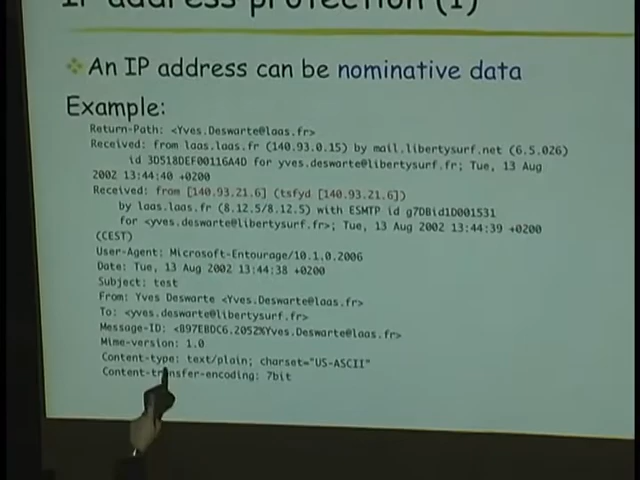 IP address protection (1)
An IP address can be nominative data
Example:
Return-Path: <Yves.Deswarte@laas.fr>
Received: from laas.laas.fr (140.93.0.15) by mail.libertysurf.net (6.5.026)
id 3D518DEF00116A4D for yves.deswarte@libertysurf.fr; Tue, 13 Aug
2002 13:44:40 +0200
Received: from [140.93.21.6] (tsfyd [140.93.21.6])
by laas.laas.fr (8.12.5/8.12.5) with ESMTP id g7DBid1D001531
for <yves.deswarte@libertysurf.fr>; Tue, 13 Aug 2002 13:44:39 +0200
(CEST)
User-Agent: Microsoft-Entourage/10.1.0.2006
Date: Tue, 13 Aug 2002 13:44:38 +0200
Subject: test
From: Yves Deswarte <Yves.Deswarte@laas.fr>
To: <yves.deswarte@libertysurf.fr>
Message-ID: <B97EBDC6.2052%Yves.Deswarte@laas.fr>
Mime-version: 1.0
Content-type: text/plain; charset="US-ASCII"
Content-transfer-encoding: 7bit